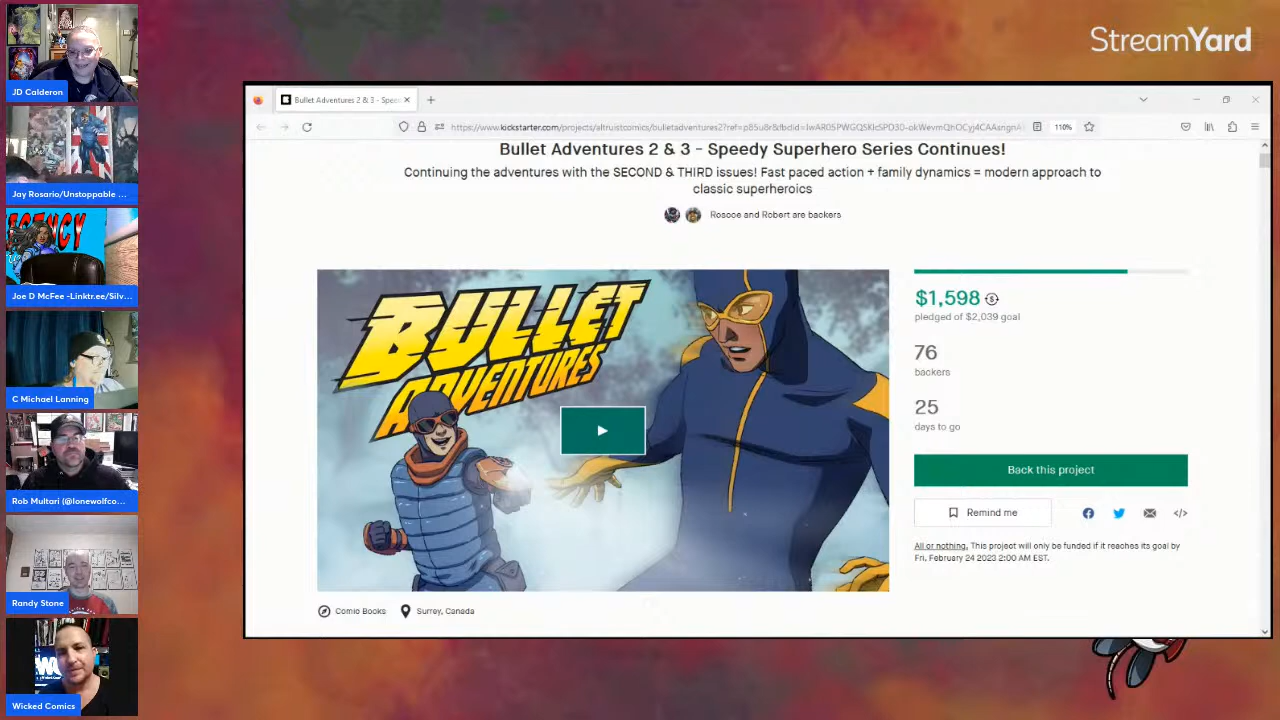 StreamYard
JD Calderon
Jay Rosario/Unstoppable ...
Joe D McFee -Linktr.ee/Silv...
C Michael Lanning
Rob Multari (@lonewolfco...
Randy Stone
Wicked Comics
Bullet Adventures 2 & 3 - Spee
110%
Bullet Adventures 2 & 3 - Speedy Superhero Series Continues!
Continuing the adventures with the SECOND & THIRD issues! Fast paced action + family dynamics = modern approach to
classic superheroics
Roscoe and Robert are backers
BULLET
ADVENTURES
$1,598
pledged of $2,039 goal
76
backers
25
days to go
Back this project
Remind me
All or nothing. This project will only be funded if it reaches its goal by
Fri, February 24 2023 2:00 AM EST.
Comic Books
Surrey, Canada